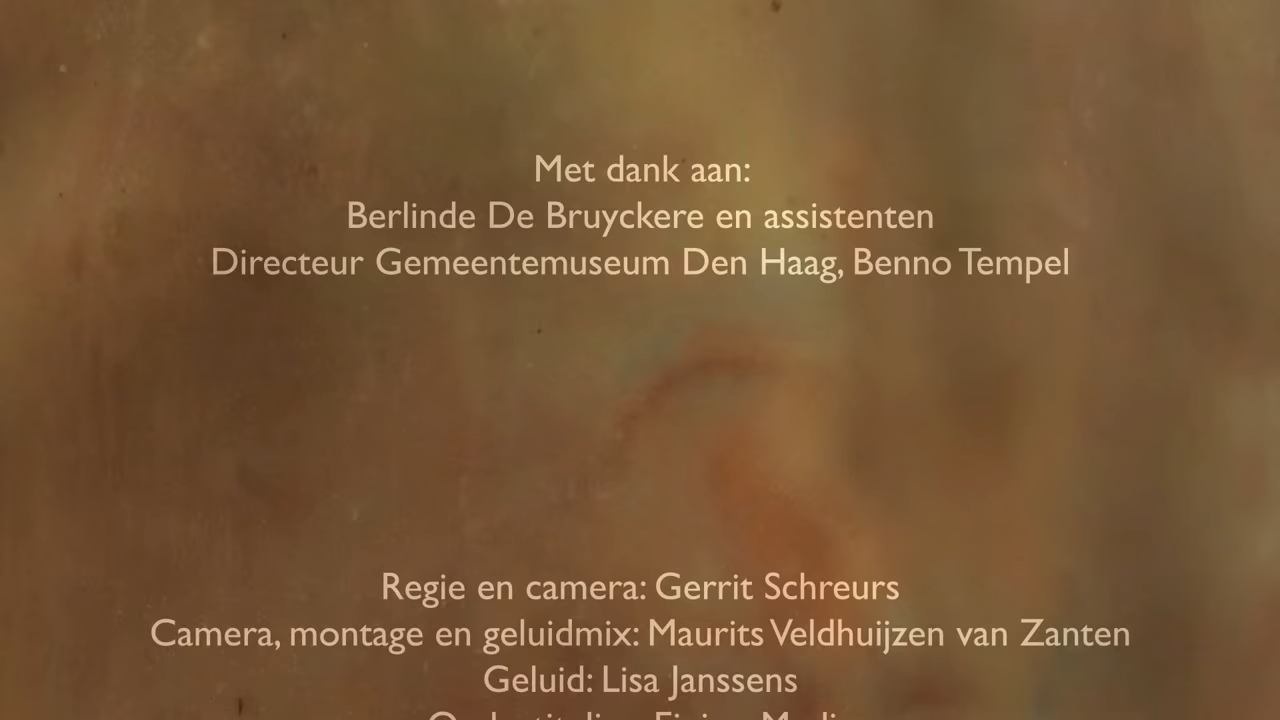 Met dank aan:
Berlinde De Bruyckere en assistenten
Directeur Gemeentemuseum Den Haag, Benno Tempel
Regie en camera: Gerrit Schreurs
Camera, montage en geluidmix: Maurits Veldhuijzen van Zanten
Geluid: Lisa Janssens